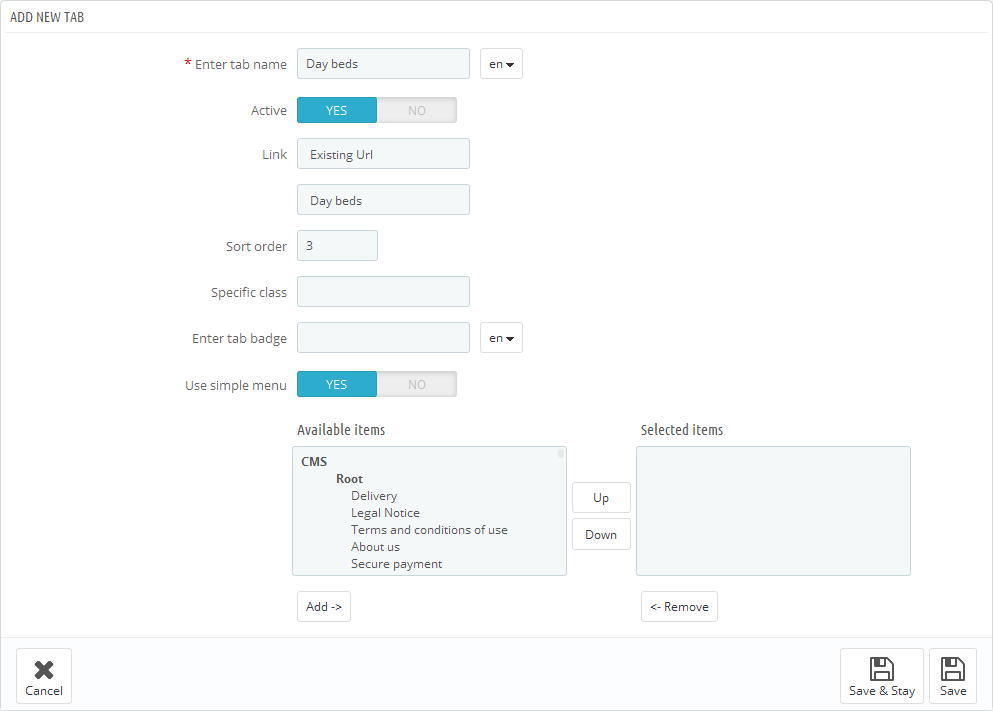 ADD NEW TAB
* Enter tab name Day beds en
Active YES NO
Link Existing Url
Day beds
Sort order 3
Specific class
Enter tab badge en
Use simple menu YES NO
Available items Selected items
CMS
Root
Delivery
Legal Notice
Terms and conditions of use
About us
Secure payment
Up
Down
Add -> <- Remove
Cancel Save & Stay Save